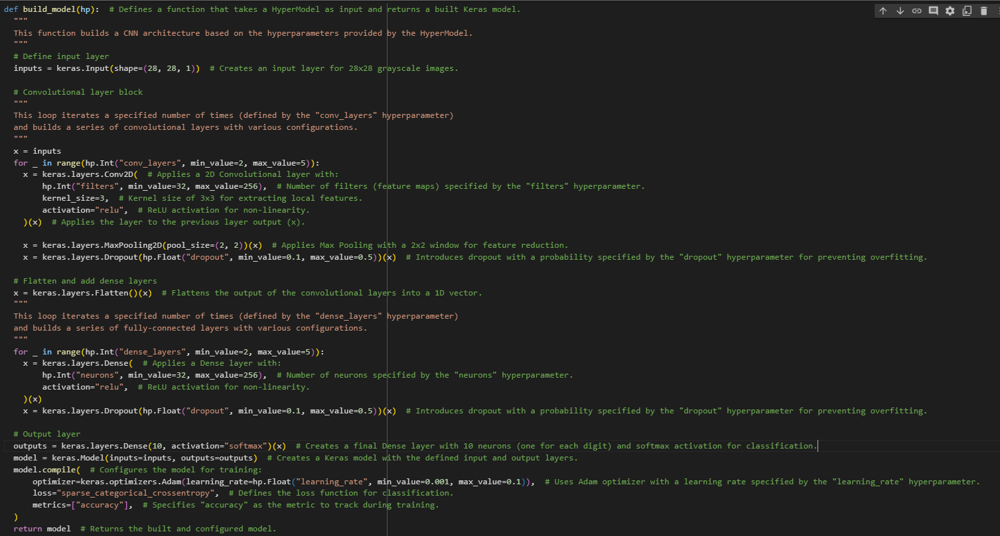 def build_model(hp):  # Defines a function that takes a HyperModel as input and returns a built Keras model.
  """
  This function builds a CNN architecture based on the hyperparameters provided by the HyperModel.
  """
  # Define input layer
  inputs = keras.Input(shape=(28, 28, 1))  # Creates an input layer for 28x28 grayscale images.

  # Convolutional layer block
  """
  This loop iterates a specified number of times (defined by the "conv_layers" hyperparameter)
  and builds a series of convolutional layers with various configurations.
  """
  x = inputs
  for _ in range(hp.Int("conv_layers", min_value=2, max_value=5)):
    x = keras.layers.Conv2D(  # Applies a 2D Convolutional layer with:
        hp.Int("filters", min_value=32, max_value=256),  # Number of filters (feature maps) specified by the "filters" hyperparameter.
        kernel_size=3,  # Kernel size of 3x3 for extracting local features.
        activation="relu",  # ReLU activation for non-linearity.
    )(x)  # Applies the layer to the previous layer output (x).

    x = keras.layers.MaxPooling2D(pool_size=(2, 2))(x)  # Applies Max Pooling with a 2x2 window for feature reduction.
    x = keras.layers.Dropout(hp.Float("dropout", min_value=0.1, max_value=0.5))(x)  # Introduces dropout with a probability specified by the "dropout" hyperparameter for preventing overfitting.

  # Flatten and add dense layers
  x = keras.layers.Flatten()(x)  # Flattens the output of the convolutional layers into a 1D vector.
  """
  This loop iterates a specified number of times (defined by the "dense_layers" hyperparameter)
  and builds a series of fully-connected layers with various configurations.
  """
  for _ in range(hp.Int("dense_layers", min_value=2, max_value=5)):
    x = keras.layers.Dense(  # Applies a Dense layer with:
        hp.Int("neurons", min_value=32, max_value=256),  # Number of neurons specified by the "neurons" hyperparameter.
        activation="relu",  # ReLU activation for non-linearity.
    )(x)
    x = keras.layers.Dropout(hp.Float("dropout", min_value=0.1, max_value=0.5))(x)  # Introduces dropout with a probability specified by the "dropout" hyperparameter for preventing overfitting.

  # Output layer
  outputs = keras.layers.Dense(10, activation="softmax")(x)  # Creates a final Dense layer with 10 neurons (one for each digit) and softmax activation for classification.
  model = keras.Model(inputs=inputs, outputs=outputs)  # Creates a Keras model with the defined input and output layers.
  model.compile(  # Configures the model for training:
      optimizer=keras.optimizers.Adam(learning_rate=hp.Float("learning_rate", min_value=0.001, max_value=0.1)),  # Uses Adam optimizer with a learning rate specified by the "learning_rate" hyperparameter.
      loss="sparse_categorical_crossentropy",  # Defines the loss function for classification.
      metrics=["accuracy"],  # Specifies "accuracy" as the metric to track during training.
  )
  return model  # Returns the built and configured model.